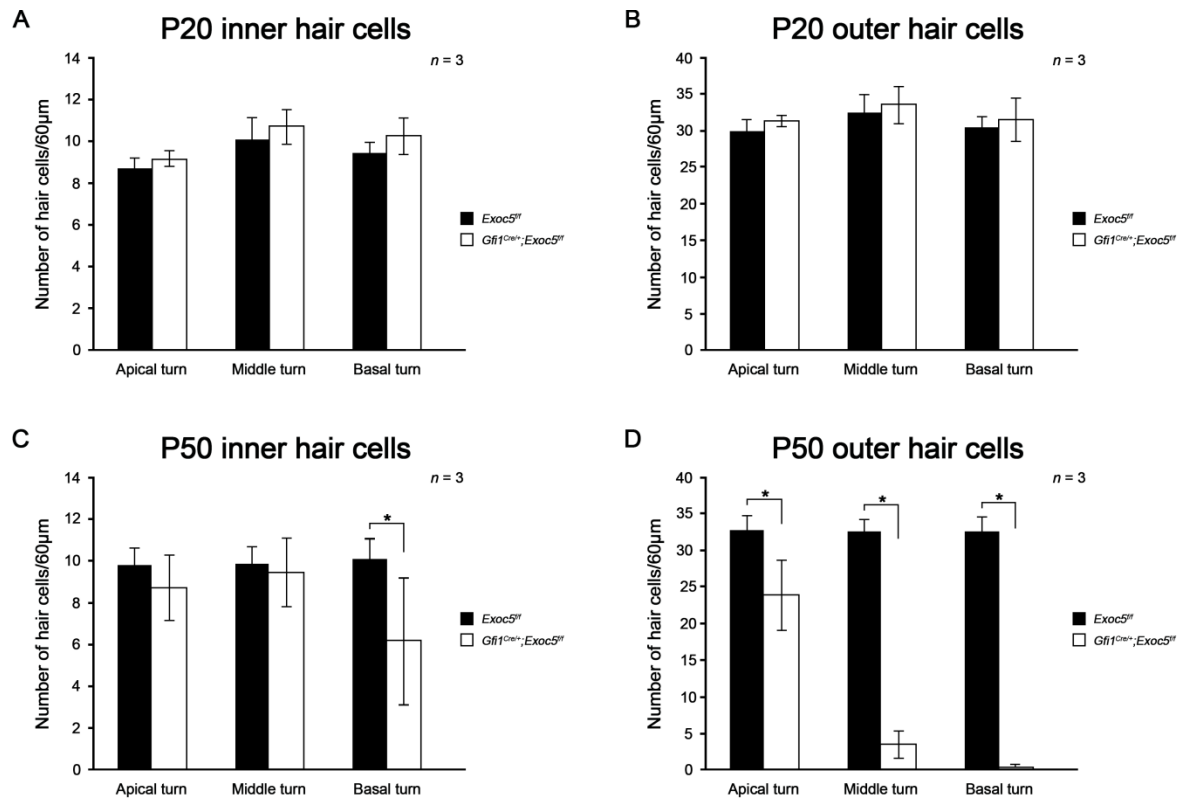 A
P20 inner hair cells
n = 3
Number of hair cells/60μm
14
12
10
8
6
4
2
0
Apical turn
Middle turn
Basal turn
Exoc5f/f
Gfi1Cre/+;Exoc5f/f
B
P20 outer hair cells
n = 3
Number of hair cells/60μm
40
35
30
25
20
15
10
5
0
Apical turn
Middle turn
Basal turn
Exoc5f/f
Gfi1Cre/+;Exoc5f/f
C
P50 inner hair cells
n = 3
Number of hair cells/60μm
14
12
10
8
6
4
2
0
*
Apical turn
Middle turn
Basal turn
Exoc5f/f
Gfi1Cre/+;Exoc5f/f
D
P50 outer hair cells
n = 3
Number of hair cells/60μm
40
35
30
25
20
15
10
5
0
*
*
*
Apical turn
Middle turn
Basal turn
Exoc5f/f
Gfi1Cre/+;Exoc5f/f